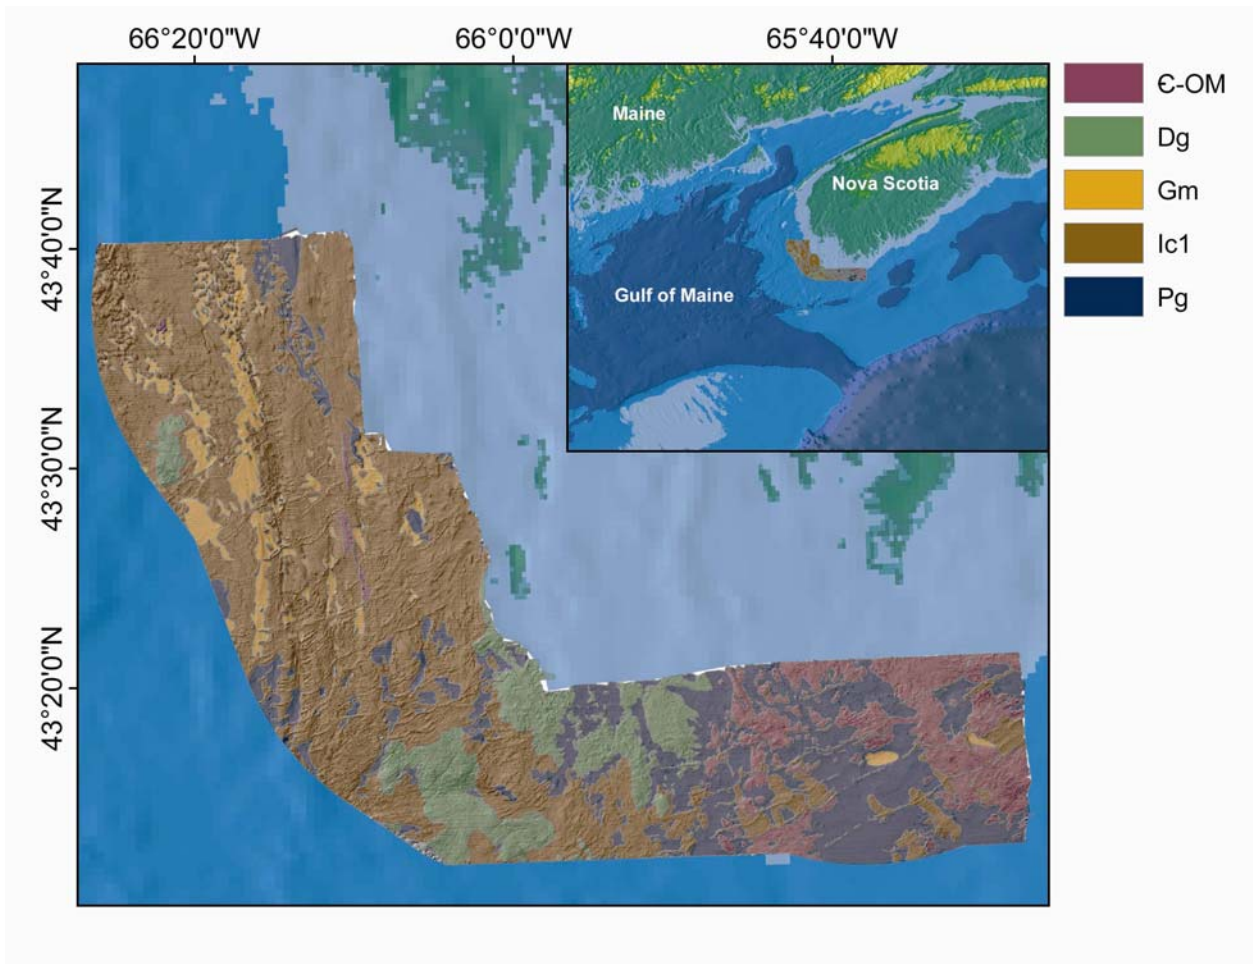 66°20'0"W 66°0'0"W 65°40'0"W
43°40'0"N
43°30'0"N
43°20'0"N
Maine
Nova Scotia
Gulf of Maine
Є-OM
Dg
Gm
Ic1
Pg